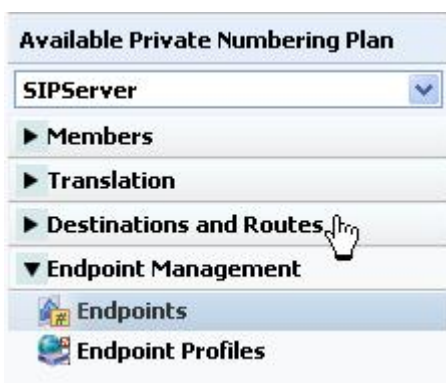 Available Private Numbering Plan
SIPServer
Members
Translation
Destinations and Routes
Endpoint Management
Endpoints
Endpoint Profiles